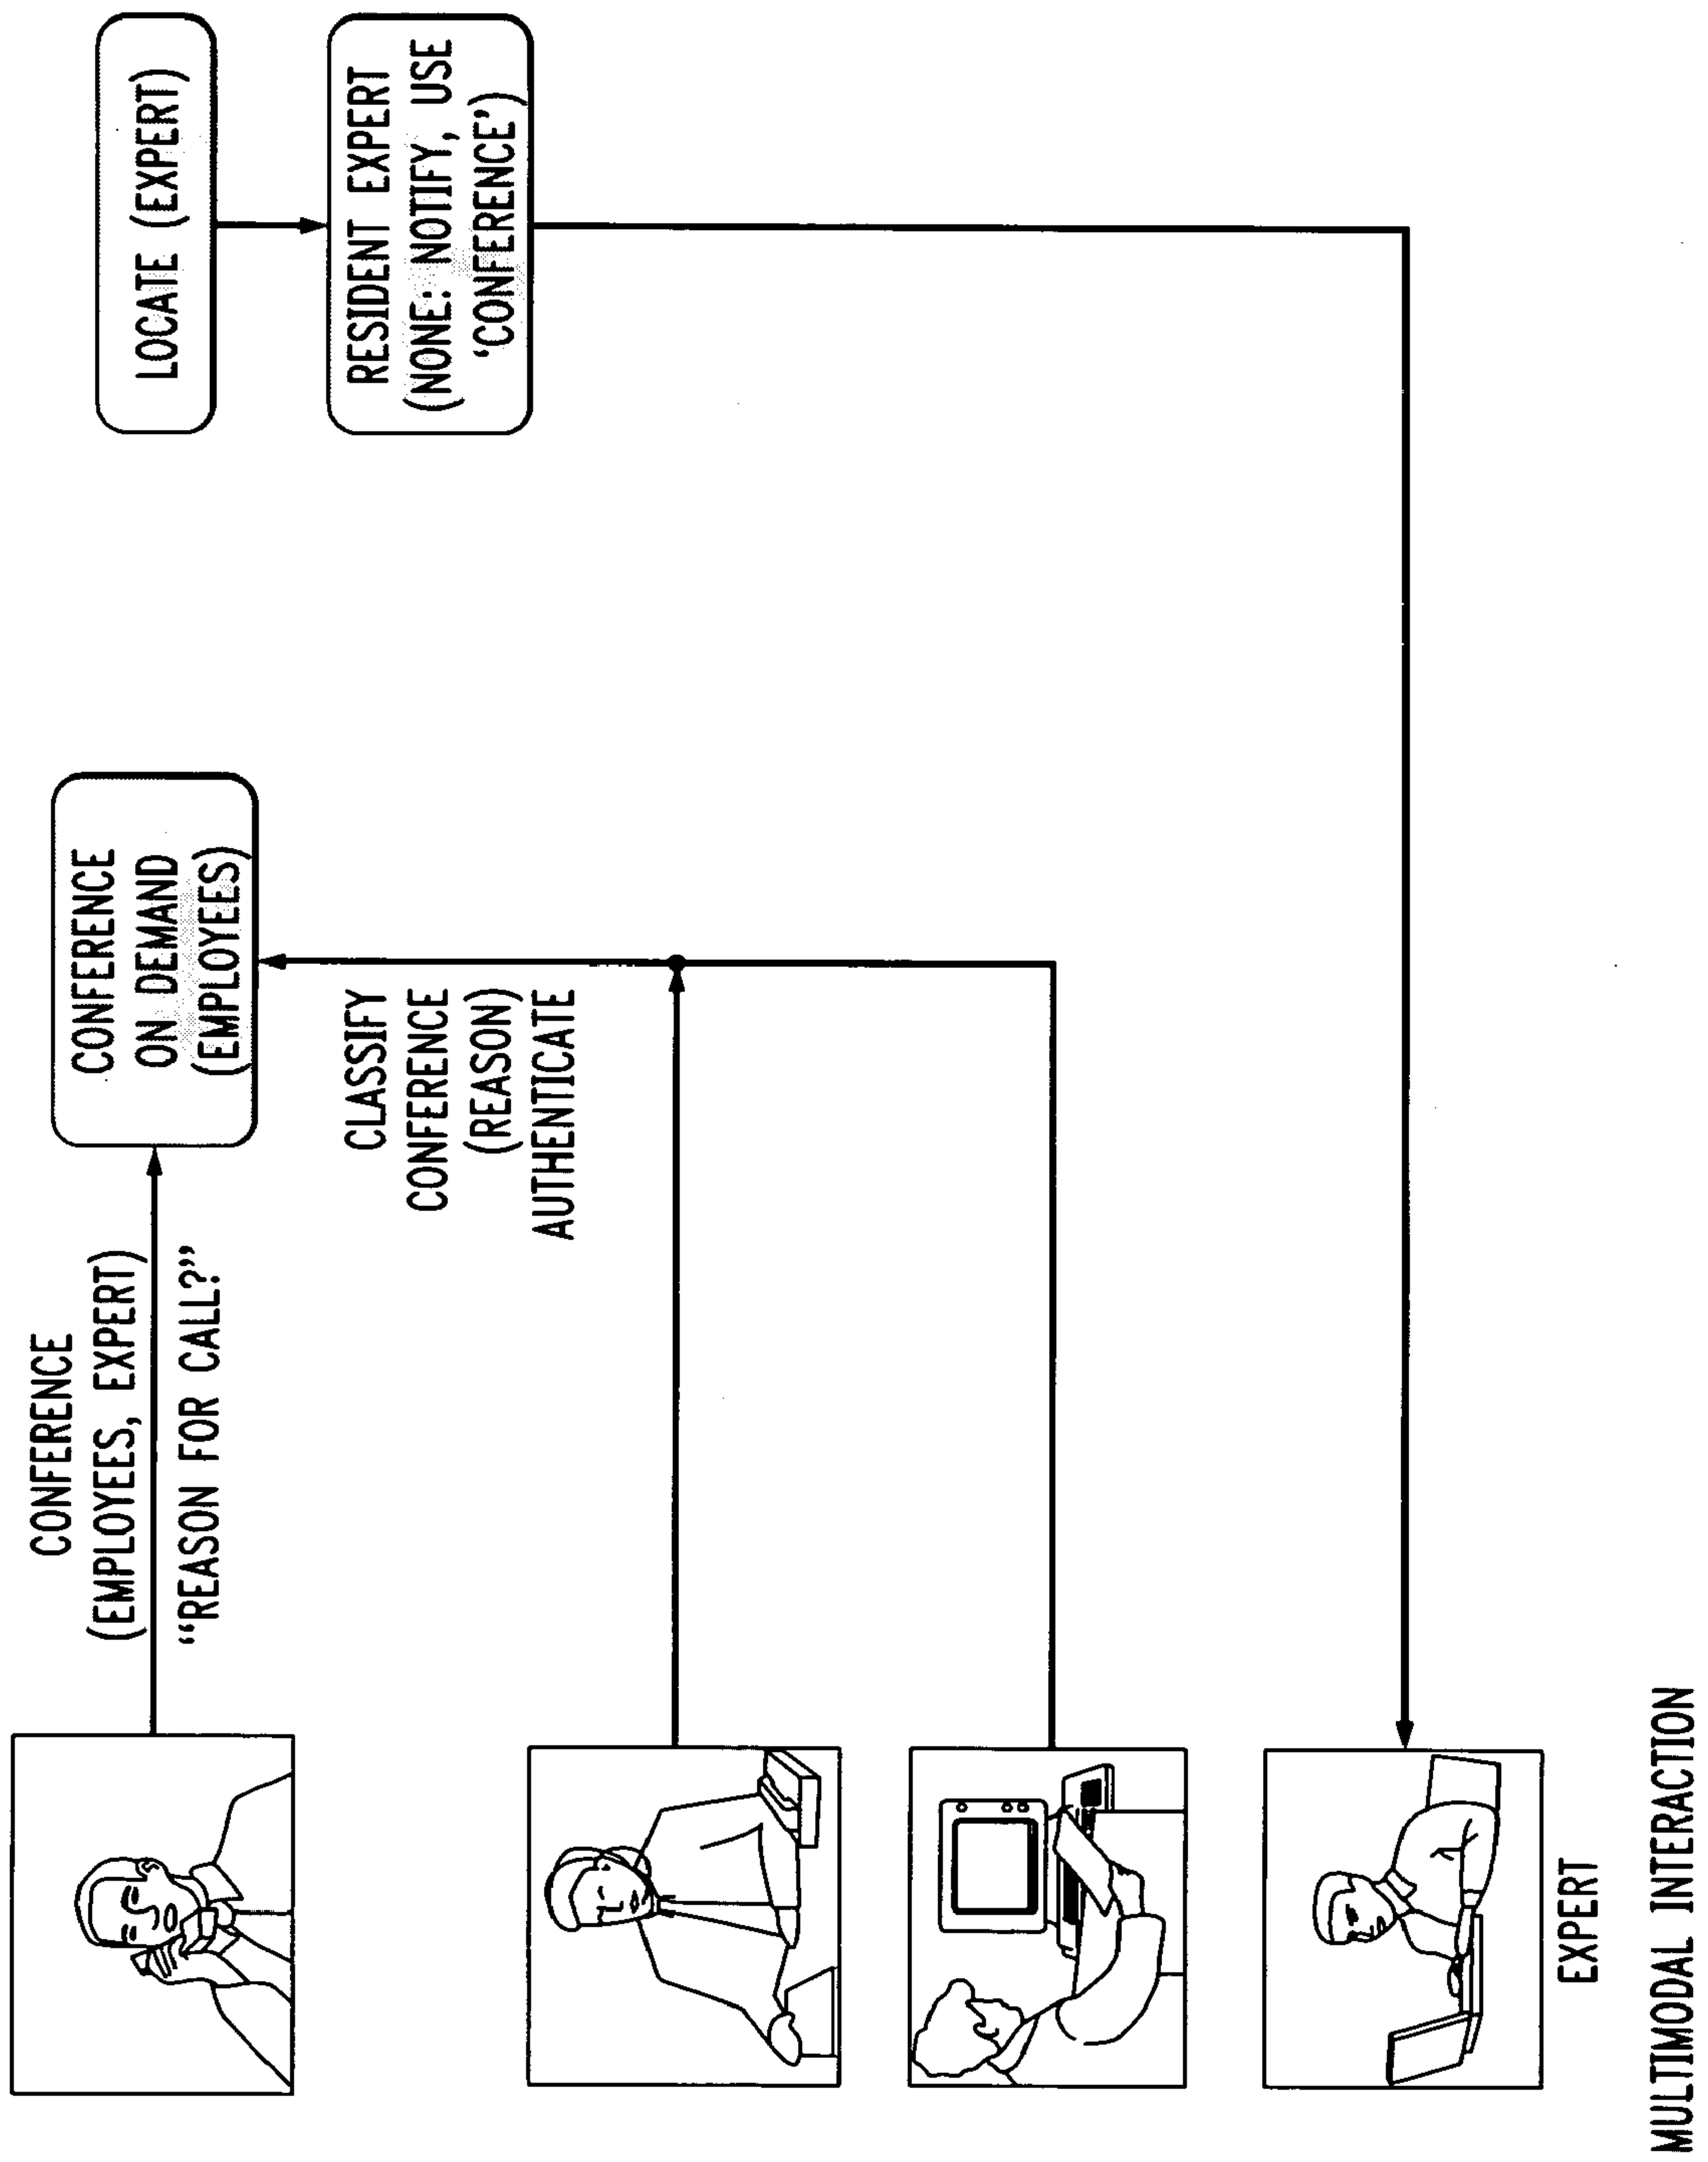 CONFERENCE
(EMPLOYEES, EXPERT)
“REASON FOR CALL?”
CONFERENCE
ON DEMAND
(EMPLOYEES)
LOCATE (EXPERT)
RESIDENT EXPERT
(NONE: NOTIFY, USE
‘CONFERENCE’)
CLASSIFY
CONFERENCE
(REASON)
AUTHENTICATE
EXPERT
MULTIMODAL INTERACTION